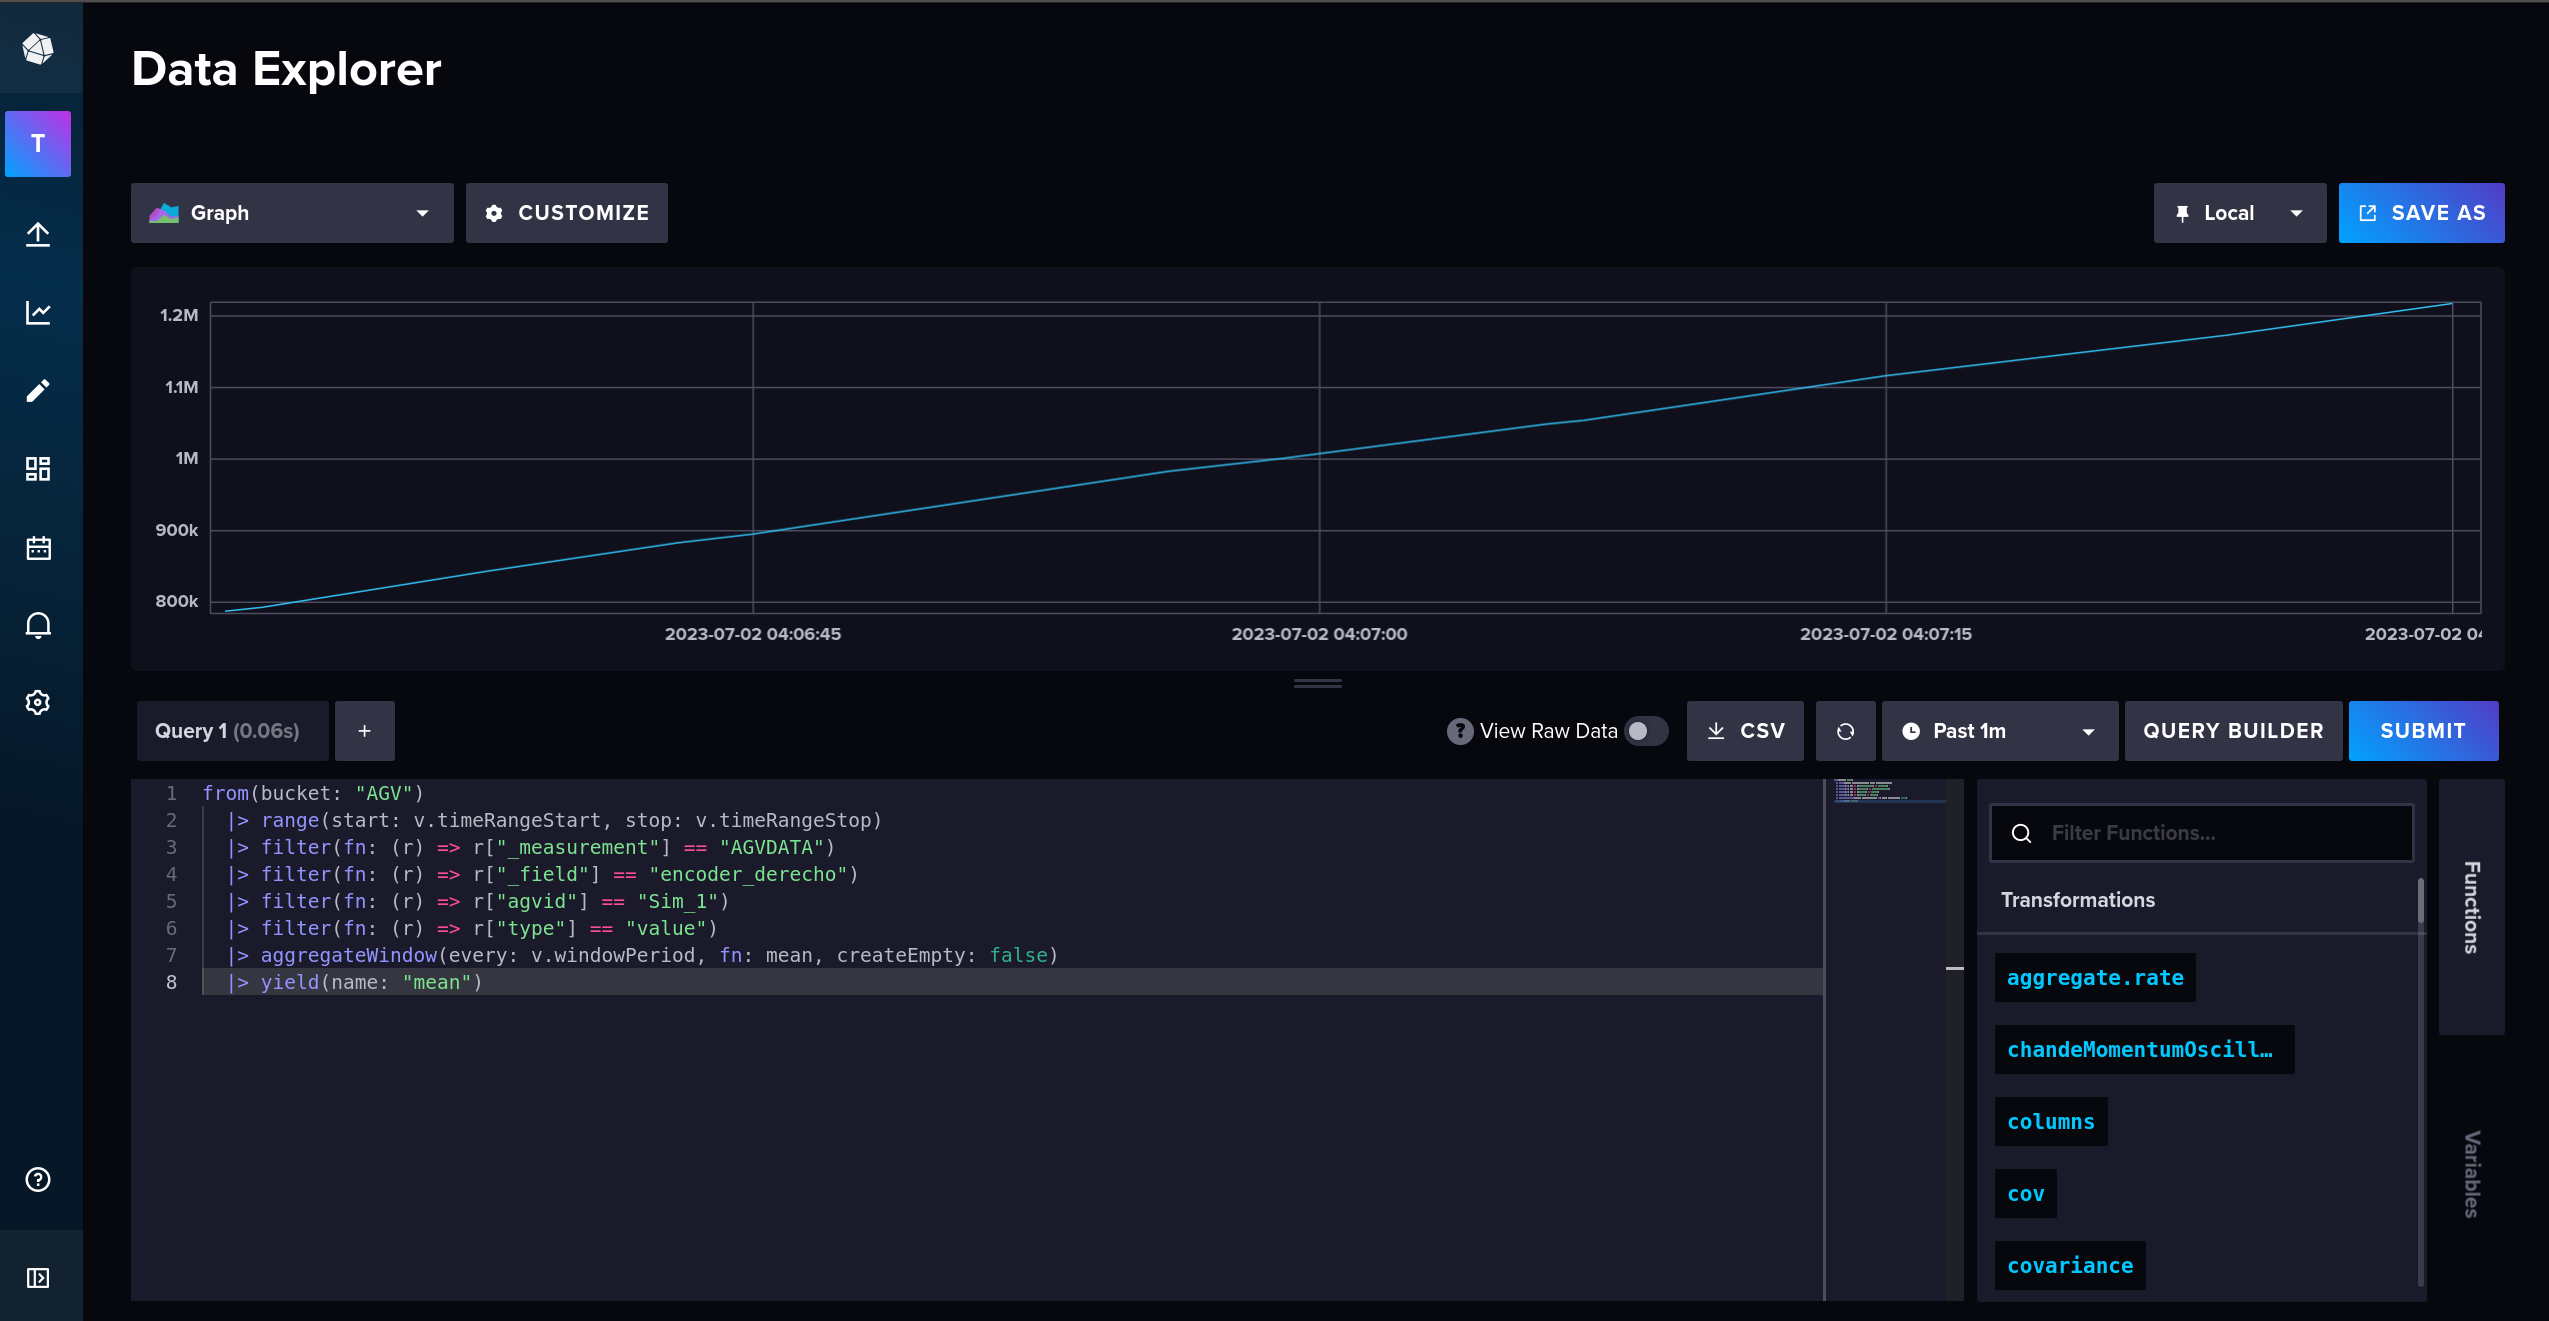 Data Explorer
T
Graph
CUSTOMIZE
Local
SAVE AS
1.2M
1.1M
1M
900k
800k
2023-07-02 04:06:45
2023-07-02 04:07:00
2023-07-02 04:07:15
2023-07-02 04
Query 1 (0.06s)
+
? View Raw Data
CSV
Past 1m
QUERY BUILDER
SUBMIT
1 from(bucket: "AGV")
2 |> range(start: v.timeRangeStart, stop: v.timeRangeStop)
3 |> filter(fn: (r) => r["_measurement"] == "AGVDATA")
4 |> filter(fn: (r) => r["_field"] == "encoder_derecho")
5 |> filter(fn: (r) => r["agvid"] == "Sim_1")
6 |> filter(fn: (r) => r["type"] == "value")
7 |> aggregateWindow(every: v.windowPeriod, fn: mean, createEmpty: false)
8 |> yield(name: "mean")
Filter Functions...
Transformations
aggregate.rate
chandeMomentumOscill…
columns
cov
covariance
Functions
Variables